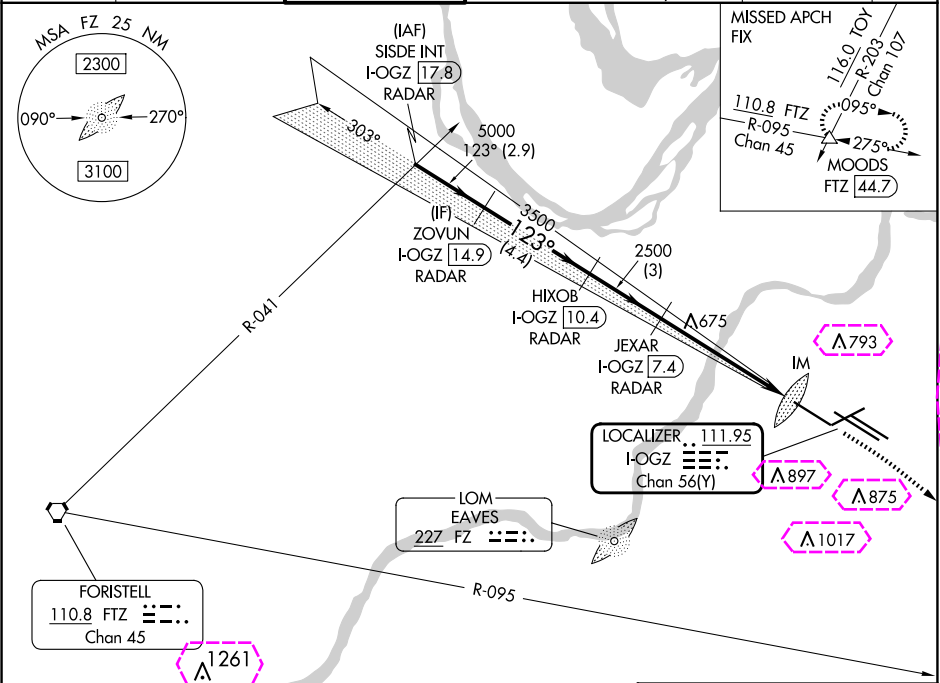 MSA FZ 25 NM
2300
090°
270°
3100
(IAF)
SISDE INT
I-OGZ 17.8
RADAR
303°
5000
123° (2.9)
(IF)
ZOVUN
I-OGZ 14.9
RADAR
3500
123°
(4.4)
2500
(3)
HIXOB
I-OGZ 10.4
RADAR
JEXAR
I-OGZ 7.4
RADAR
675
793
IM
MISSED APCH
FIX
116.0 TOY
R-203
Chan 107
110.8 FTZ
R-095
Chan 45
095°
275°
MOODS
FTZ 44.7
R-041
LOCALIZER 111.95
I-OGZ
Chan 56(Y)
897
875
1017
LOM
EAVES
227 FZ
R-095
FORISTELL
110.8 FTZ
Chan 45
1261